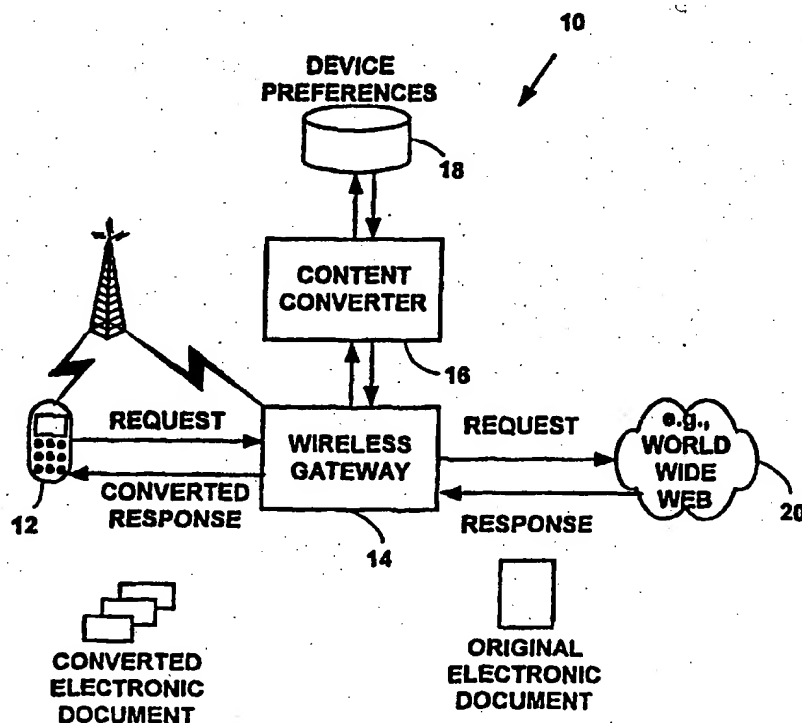 10
DEVICE
PREFERENCES
18
CONTENT
CONVERTER
16
REQUEST
WIRELESS
GATEWAY
REQUEST
e.g.,
WORLD
WIDE
WEB
12
CONVERTED
RESPONSE
14
RESPONSE
20
CONVERTED
ELECTRONIC
DOCUMENT
ORIGINAL
ELECTRONIC
DOCUMENT